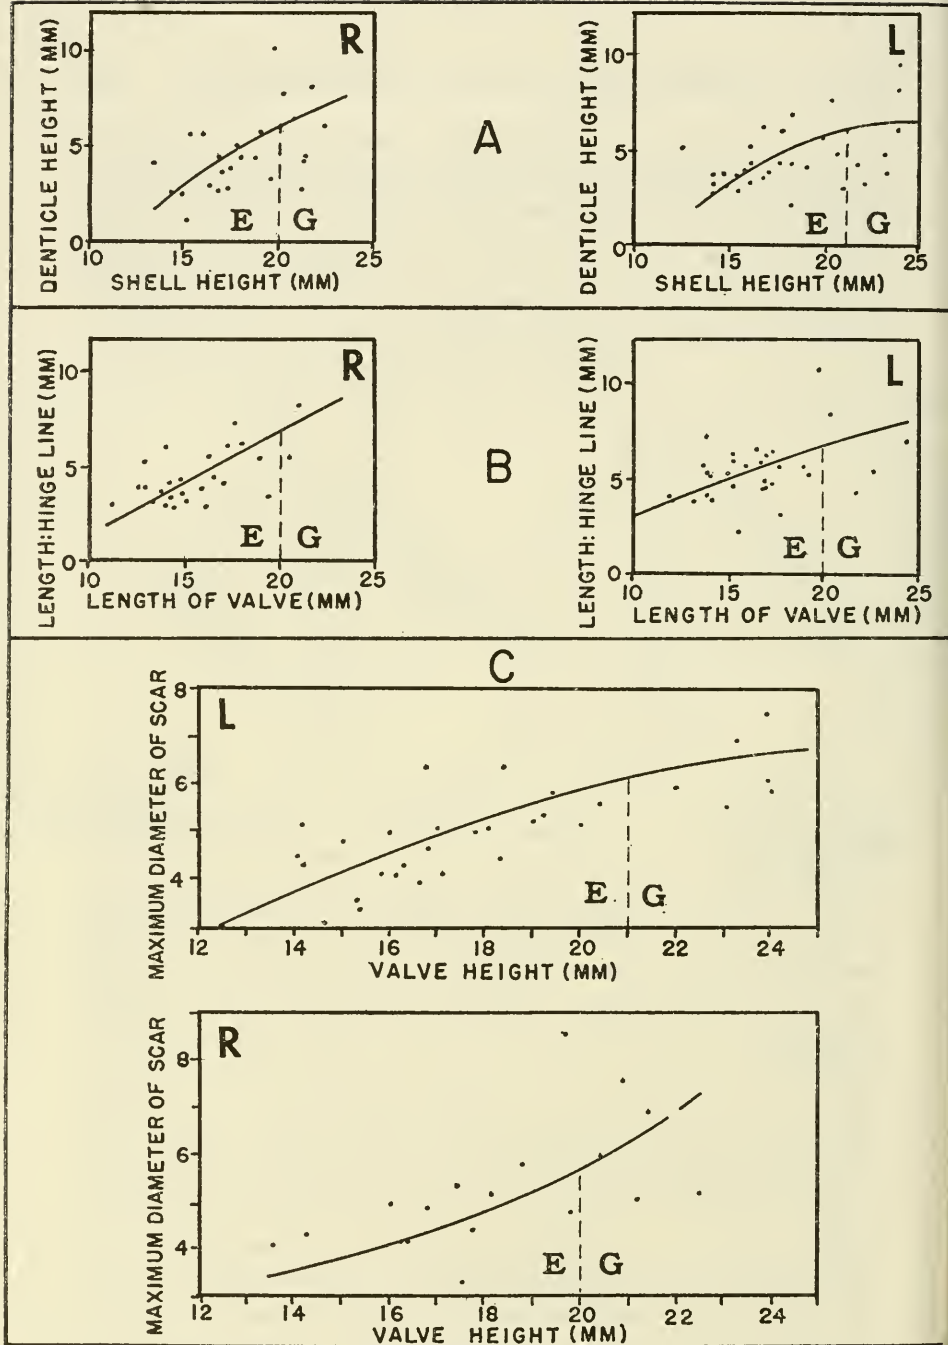 DENTICLE HEIGHT (MM)
10
5
0
R
E G
10 15 20 25
SHELL HEIGHT (MM)
A
DENTICLE HEIGHT (MM)
10
5
0
L
E G
10 15 20 25
SHELL HEIGHT (MM)
LENGTH:HINGE LINE (MM)
10
5
0
R
E G
10 15 20 25
LENGTH OF VALVE (MM)
B
LENGTH:HINGE LINE (MM)
10
5
0
L
E G
10 15 20 25
LENGTH OF VALVE (MM)
C
MAXIMUM DIAMETER OF SCAR
8
6
4
L
E G
12 14 16 18 20 22 24
VALVE HEIGHT (MM)
MAXIMUM DIAMETER OF SCAR
8
6
4
R
E G
12 14 16 18 20 22 24
VALVE HEIGHT (MM)